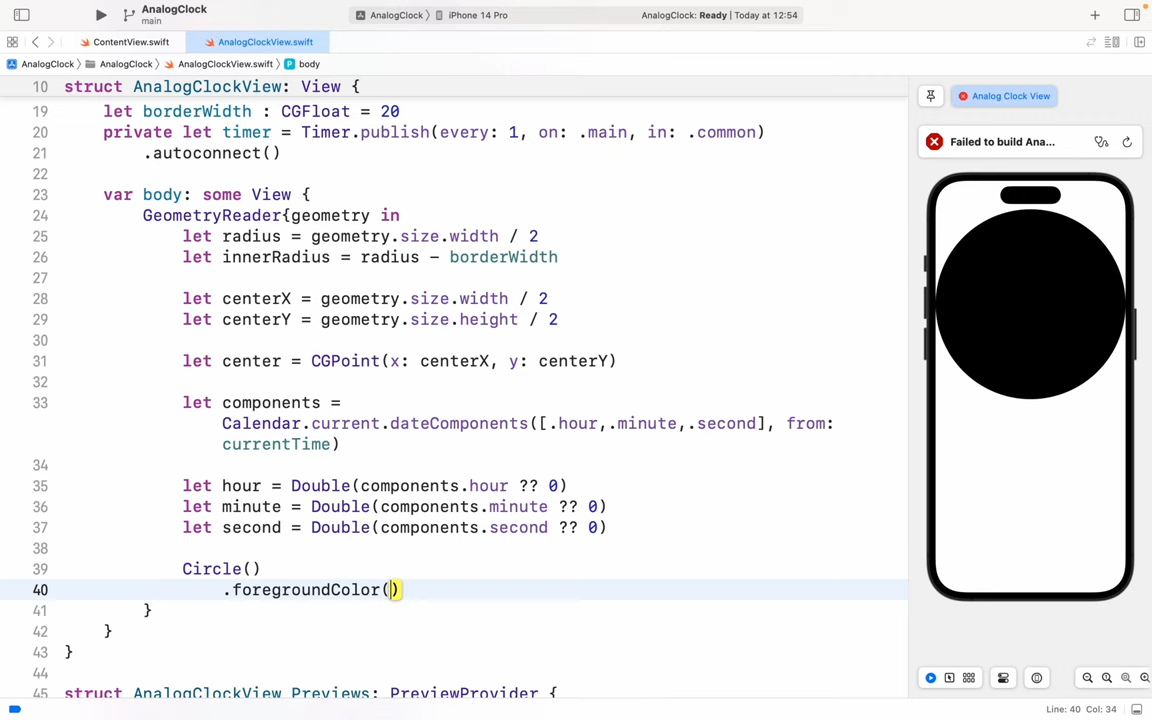 AnalogClock
main
AnalogClock
iPhone 14 Pro
AnalogClock: Ready | Today at 12:54
ContentView.swift
AnalogClockView.swift
AnalogClock
AnalogClock
AnalogClockView.swift
P body
10 struct AnalogClockView: View {
19 let borderWidth : CGFloat = 20
20 private let timer = Timer.publish(every: 1, on: .main, in: .common)
21 .autoconnect()
22
23 var body: some View {
24 GeometryReader{geometry in
25 let radius = geometry.size.width / 2
26 let innerRadius = radius - borderWidth
27
28 let centerX = geometry.size.width / 2
29 let centerY = geometry.size.height / 2
30
31 let center = CGPoint(x: centerX, y: centerY)
32
33 let components =
Calendar.current.dateComponents([.hour,.minute,.second], from:
currentTime)
34
35 let hour = Double(components.hour ?? 0)
36 let minute = Double(components.minute ?? 0)
37 let second = Double(components.second ?? 0)
38
39 Circle()
40 .foregroundColor()
41 }
42 }
43 }
44
45 struct AnalogClockView_Previews: PreviewProvider {
Analog Clock View
Failed to build Ana...
Line: 40 Col: 34